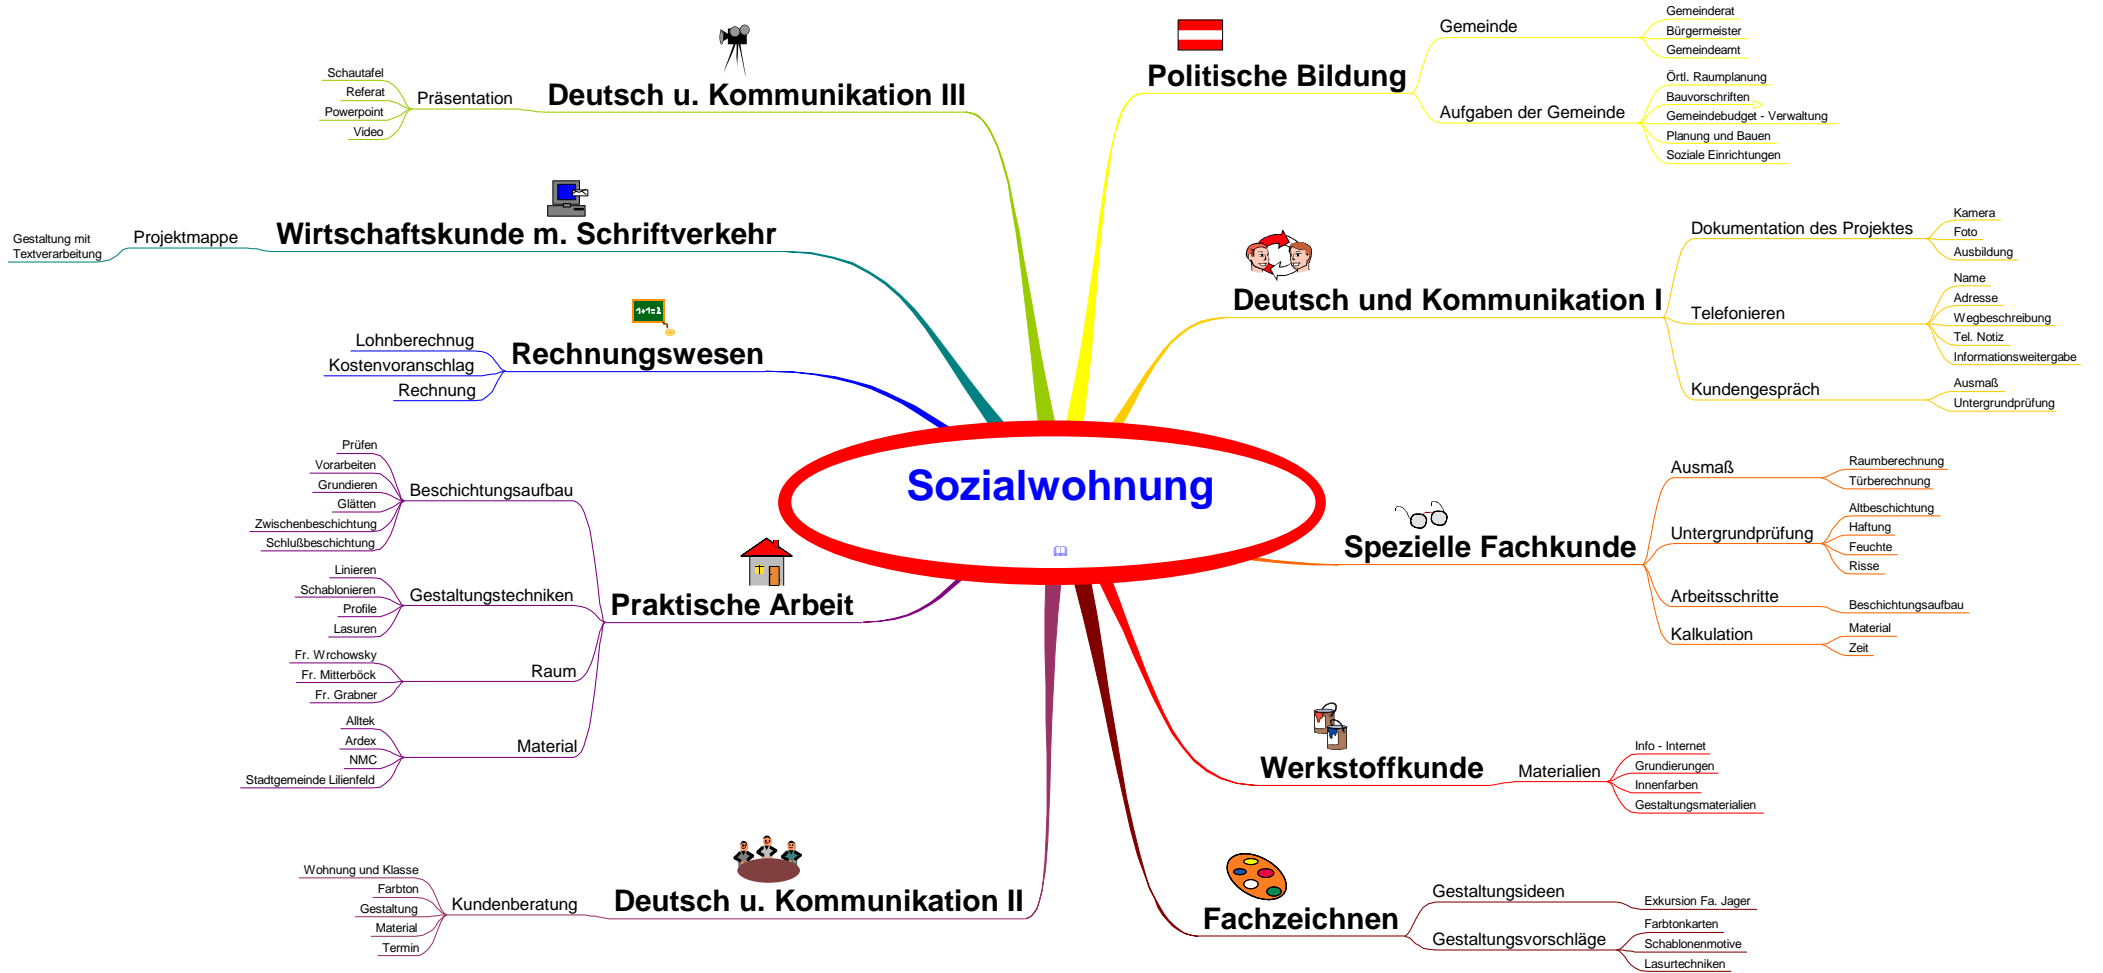 Sozialwohnung
Politische Bildung
Gemeinde
Gemeinderat
Bürgermeister
Gemeindeamt
Aufgaben der Gemeinde
Örtl. Raumplanung
Bauvorschriften
Gemeindebudget - Verwaltung
Planung und Bauen
Soziale Einrichtungen
Deutsch und Kommunikation I
Dokumentation des Projektes
Kamera
Foto
Ausbildung
Telefonieren
Name
Adresse
Wegbeschreibung
Tel. Notiz
Informationsweitergabe
Kundengespräch
Ausmaß
Untergrundprüfung
Spezielle Fachkunde
Ausmaß
Raumberechnung
Türberechnung
Untergrundprüfung
Altbeschichtung
Haftung
Feuchte
Risse
Arbeitsschritte
Beschichtungsaufbau
Kalkulation
Material
Zeit
Werkstoffkunde
Materialien
Info - Internet
Grundierungen
Innenfarben
Gestaltungsmaterialien
Fachzeichnen
Gestaltungsideen
Exkursion Fa. Jager
Gestaltungsvorschläge
Farbtonkarten
Schablonenmotive
Lasurtechniken
Deutsch u. Kommunikation II
Kundenberatung
Wohnung und Klasse
Farbton
Gestaltung
Material
Termin
Praktische Arbeit
Beschichtungsaufbau
Prüfen
Vorarbeiten
Grundieren
Glätten
Zwischenbeschichtung
Schlußbeschichtung
Gestaltungstechniken
Linieren
Schablonieren
Profile
Lasuren
Raum
Fr. Wrchowsky
Fr. Mitterböck
Fr. Grabner
Material
Alltek
Ardex
NMC
Stadtgemeinde Lilienfeld
Rechnungswesen
1+1=2
Lohnberechnug
Kostenvoranschlag
Rechnung
Wirtschaftskunde m. Schriftverkehr
Projektmappe
Gestaltung mit
Textverarbeitung
Deutsch u. Kommunikation III
Präsentation
Schautafel
Referat
Powerpoint
Video